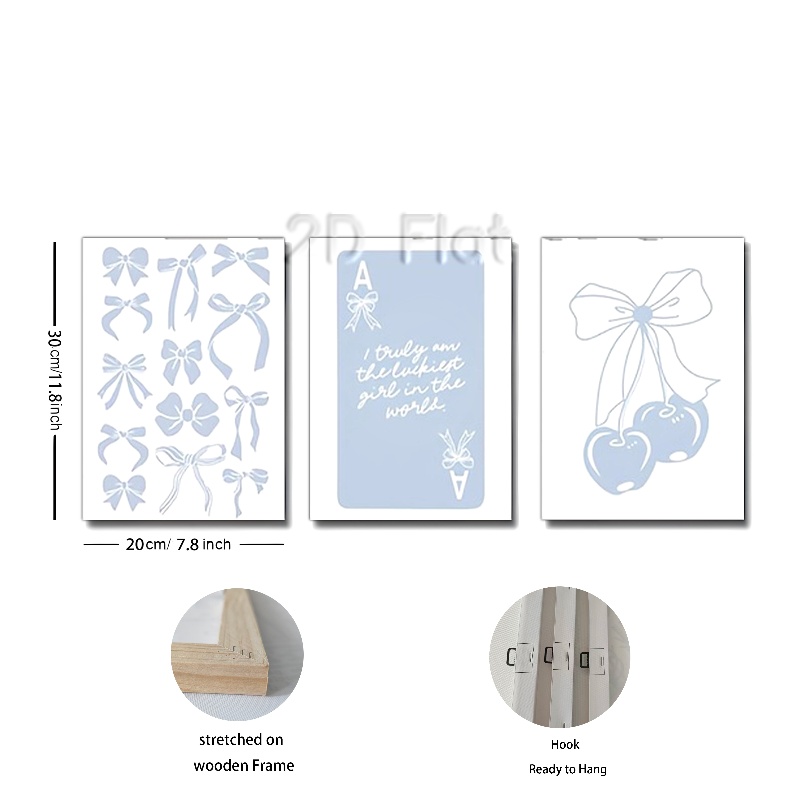 2D Flat
A
I truly am
the luckiest
girl in the
world.
A
30cm/11.8inch
20cm/ 7.8 inch
stretched on
wooden Frame
Hook
Ready to Hang